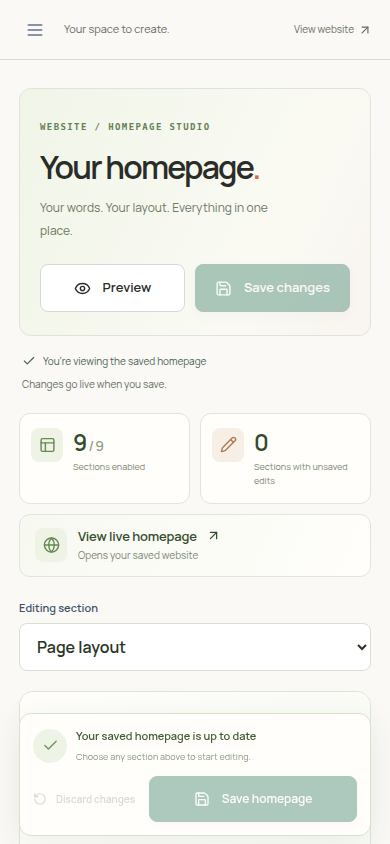 Your space to create.
View website
WEBSITE / HOMEPAGE STUDIO
Your homepage.
Your words. Your layout. Everything in one
place.
Preview
Save changes
You're viewing the saved homepage
Changes go live when you save.
9/9
Sections enabled
0
Sections with unsaved
edits
View live homepage
Opens your saved website
Editing section
Page layout
Your saved homepage is up to date
Choose any section above to start editing.
Discard changes
Save homepage